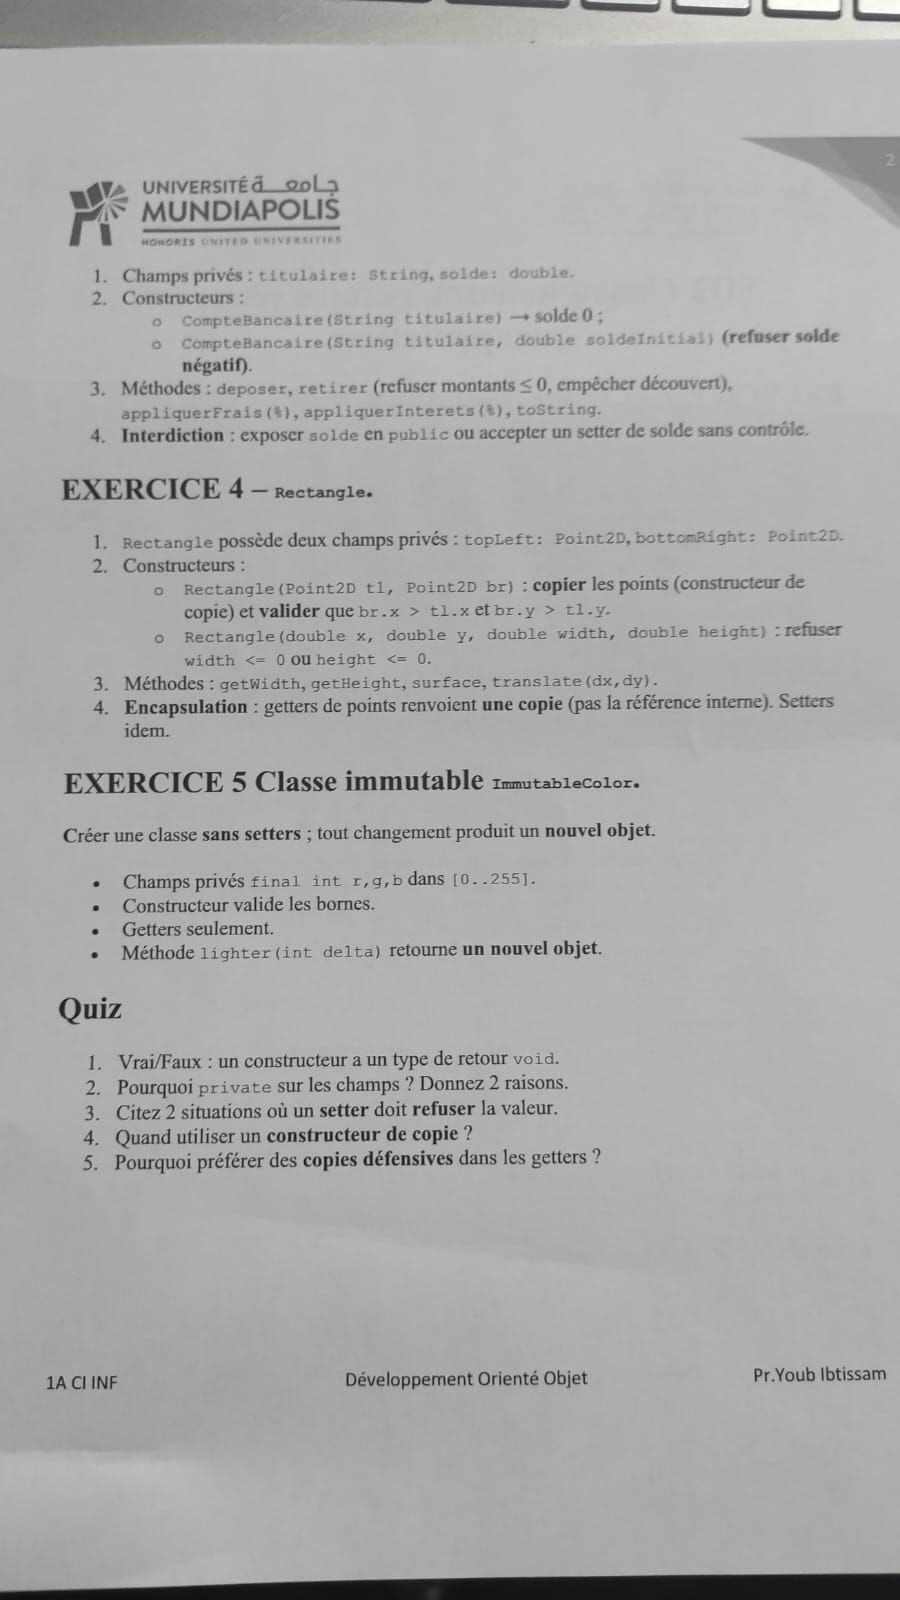 2
UNIVERSITÉ جامعة
MUNDIAPOLIS
HONORIS UNITED UNIVERSITIES
1. Champs privés : titulaire: String, solde: double.
2. Constructeurs :
o CompteBancaire(String titulaire) → solde 0 ;
o CompteBancaire(String titulaire, double soldeInitial) (refuser solde
négatif).
3. Méthodes : deposer, retirer (refuser montants ≤ 0, empêcher découvert),
appliquerFrais(%), appliquerInterets(%), toString.
4. Interdiction : exposer solde en public ou accepter un setter de solde sans contrôle.
EXERCICE 4 – Rectangle.
1. Rectangle possède deux champs privés : topLeft: Point2D, bottomRight: Point2D.
2. Constructeurs :
o Rectangle(Point2D tl, Point2D br) : copier les points (constructeur de
copie) et valider que br.x > tl.x et br.y > tl.y.
o Rectangle(double x, double y, double width, double height) : refuser
width <= 0 ou height <= 0.
3. Méthodes : getWidth, getHeight, surface, translate(dx,dy).
4. Encapsulation : getters de points renvoient une copie (pas la référence interne). Setters
idem.
EXERCICE 5 Classe immutable ImmutableColor.
Créer une classe sans setters ; tout changement produit un nouvel objet.
• Champs privés final int r,g,b dans [0..255].
• Constructeur valide les bornes.
• Getters seulement.
• Méthode lighter(int delta) retourne un nouvel objet.
Quiz
1. Vrai/Faux : un constructeur a un type de retour void.
2. Pourquoi private sur les champs ? Donnez 2 raisons.
3. Citez 2 situations où un setter doit refuser la valeur.
4. Quand utiliser un constructeur de copie ?
5. Pourquoi préférer des copies défensives dans les getters ?
1A CI INF Développement Orienté Objet Pr.Youb Ibtissam